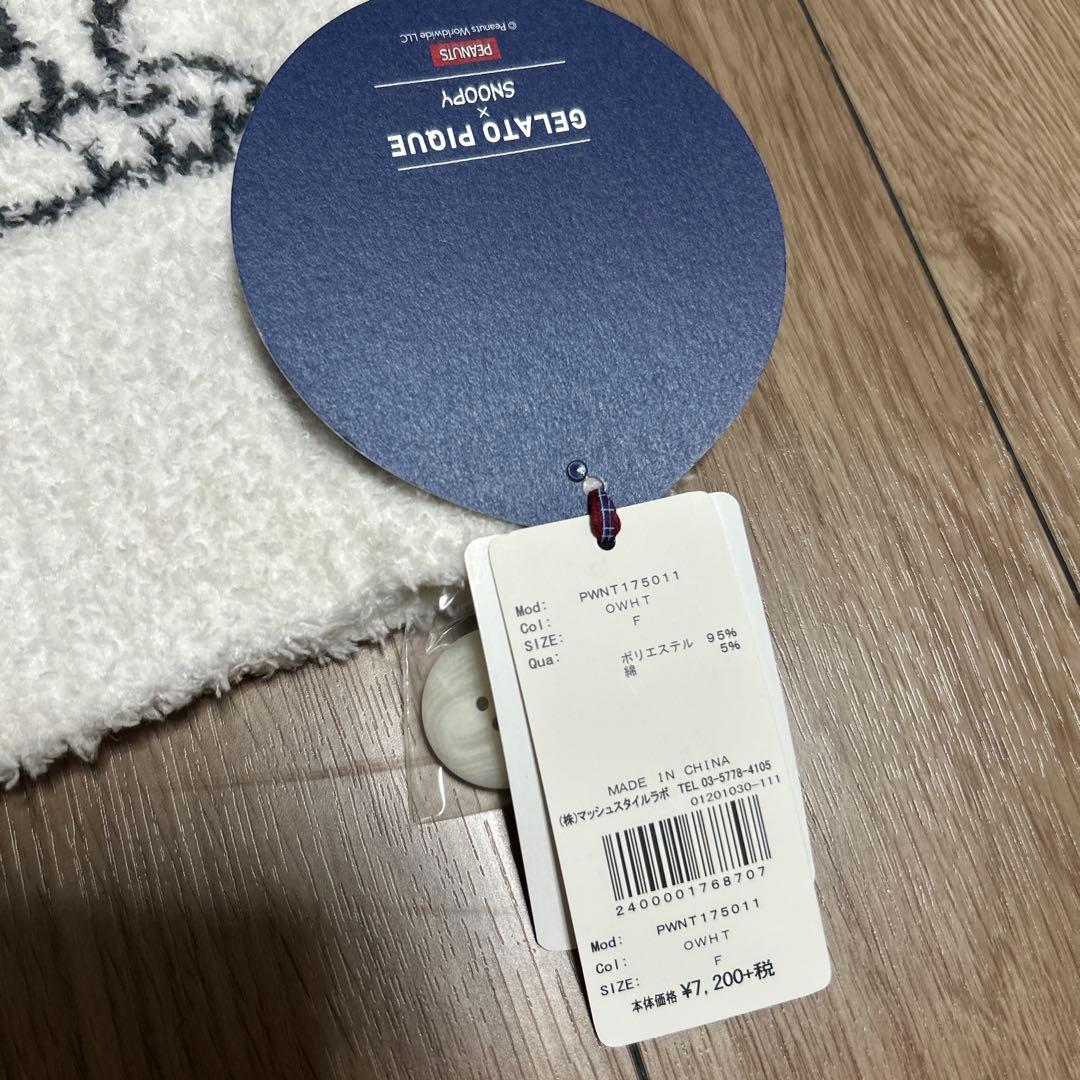 GELATO PIQUE
×
SNOOPY
PEANUTS
© Peanuts Worldwide LLC
Mod: PWNT175011
Col: OWHT
SIZE: F
Qua: ポリエステル 95%
綿 5%
MADE IN CHINA
(株)マッシュスタイルラボ TEL 03-5778-4105
01201030-111
2400001768707
Mod: PWNT175011
Col: OWHT
SIZE: F
本体価格 ¥7,200+税